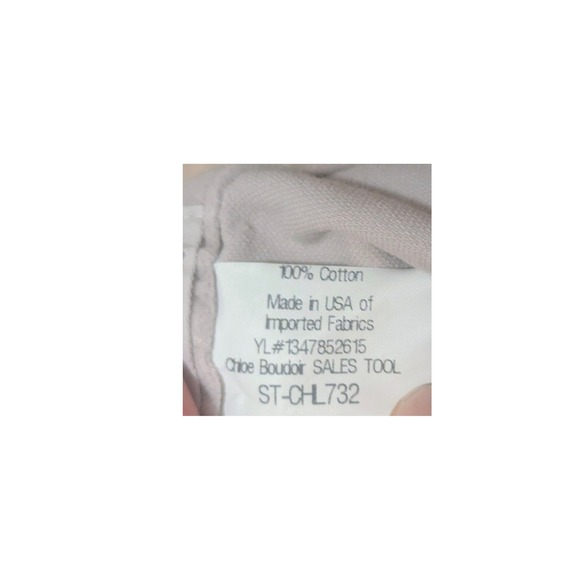 100% Cotton
Made in USA of
Imported Fabrics
YL#1347852615
Chloe Boudoir SALES TOOL
ST-CHL732